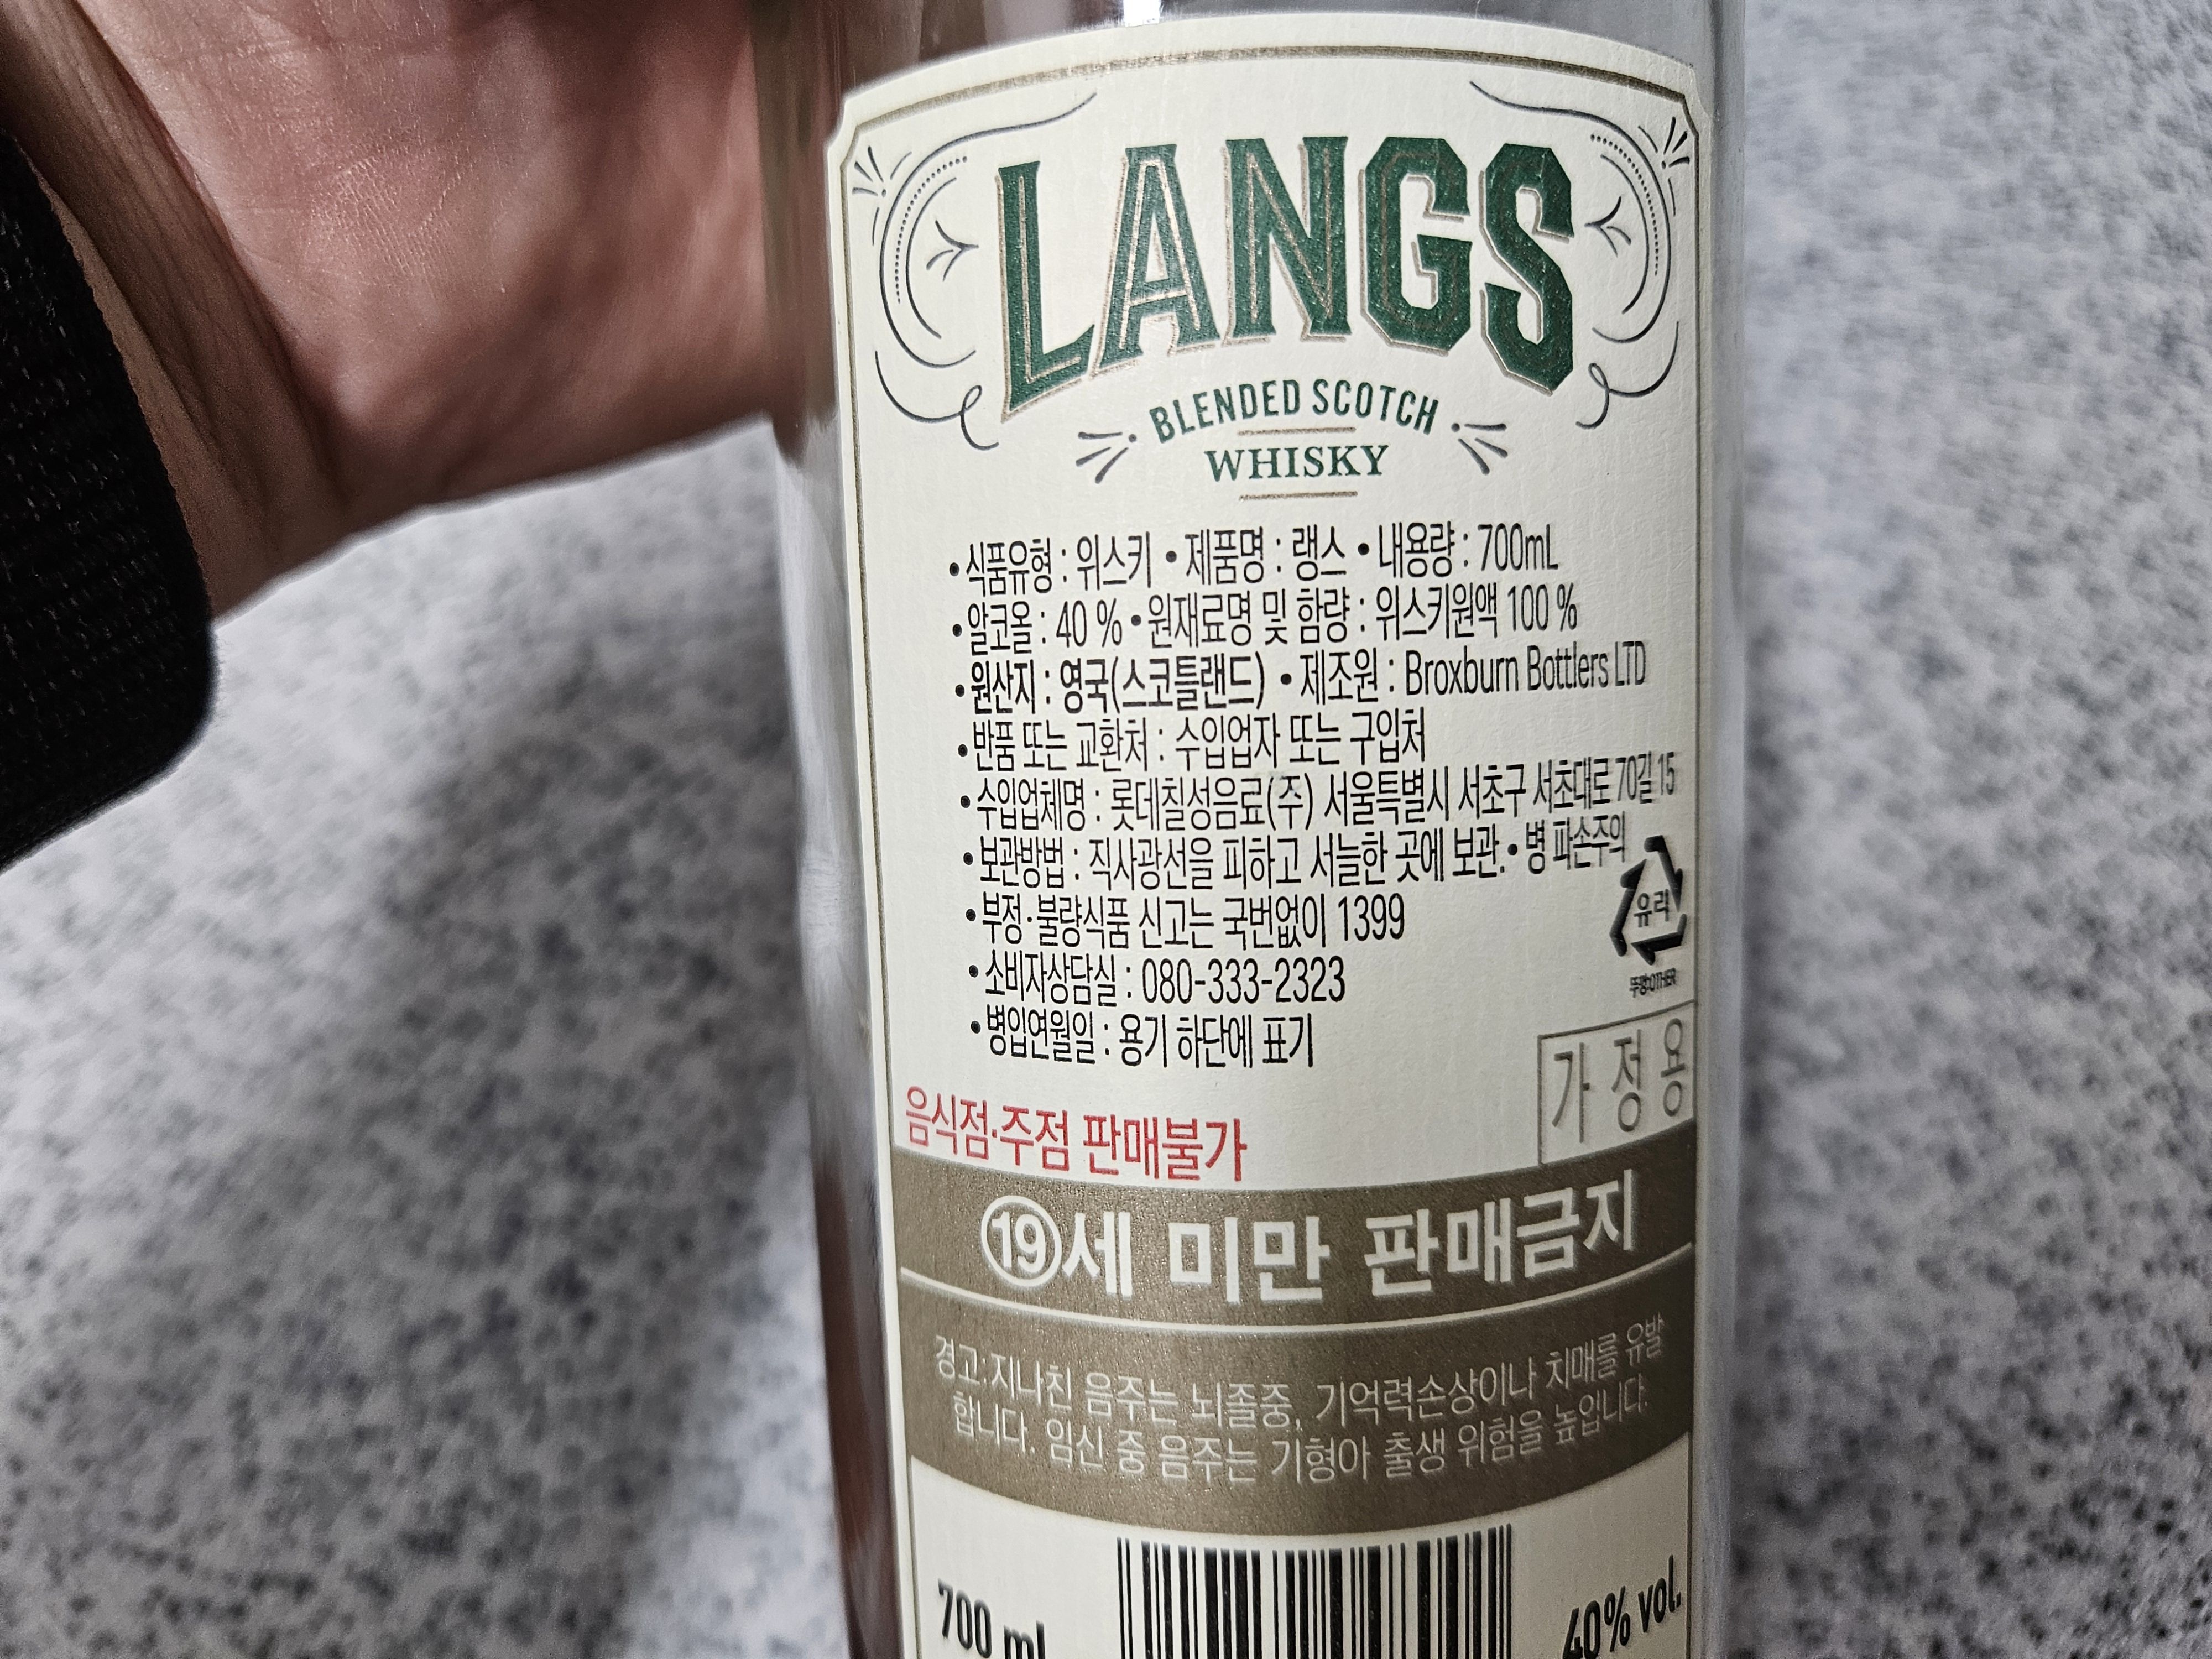 LANGS
BLENDED SCOTCH
WHISKY
• 식품유형 : 위스키 • 제품명 : 랭스 • 내용량 : 700mL
• 알코올 : 40 % • 원재료명 및 함량 : 위스키원액 100 %
• 원산지 : 영국(스코틀랜드) • 제조원 : Broxburn Bottlers LTD
• 반품 또는 교환처 : 수입업자 또는 구입처
• 수입업체명 : 롯데칠성음료(주) 서울특별시 서초구 서초대로 70길 15
• 보관방법 : 직사광선을 피하고 서늘한 곳에 보관. • 병 파손주의
• 부정·불량식품 신고는 국번없이 1399
유리
• 소비자상담실 : 080-333-2323
뚜껑:OTHER
• 병입연월일 : 용기 하단에 표기
가 정 용
음식점·주점 판매불가
⑲세 미만 판매금지
경고: 지나친 음주는 뇌졸중, 기억력손상이나 치매를 유발
합니다. 임신 중 음주는 기형아 출생 위험을 높입니다.
700 ml
40% vol.